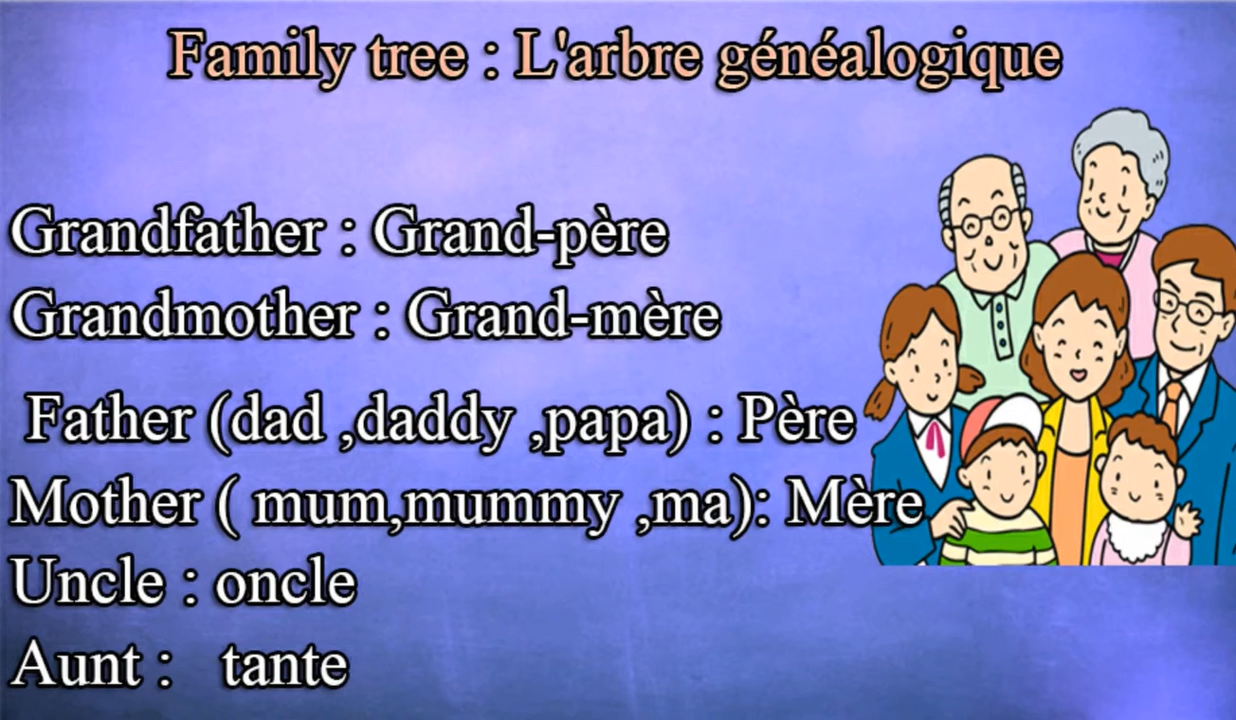 Family tree : L'arbre généalogique
Grandfather : Grand-père
Grandmother : Grand-mère
Father (dad ,daddy ,papa) : Père
Mother ( mum,mummy ,ma): Mère
Uncle : oncle
Aunt : tante